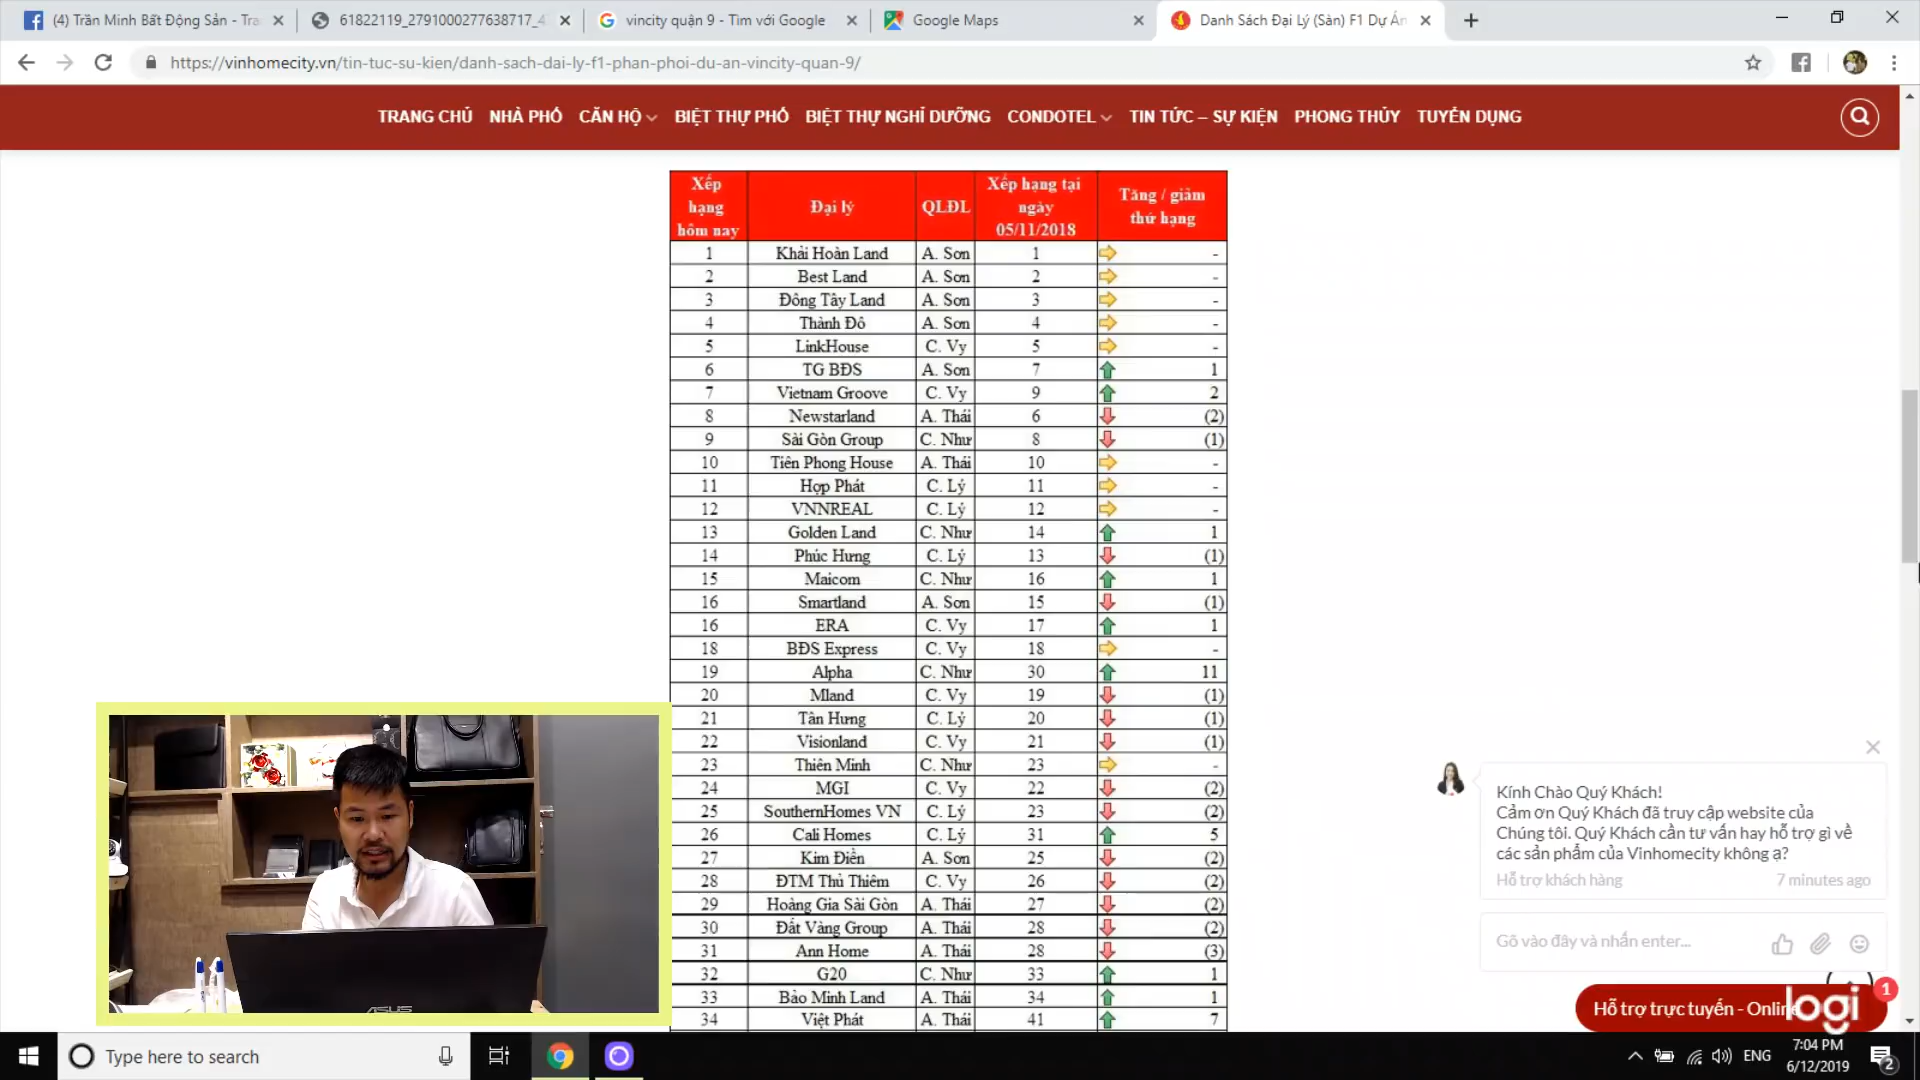 (4) Trần Minh Bất Động Sản - Tra
61822119_2791000277638717_4
vincity quận 9 - Tìm với Google
Google Maps
Danh Sách Đại Lý (Sàn) F1 Dự Án
https://vinhomecity.vn/tin-tuc-su-kien/danh-sach-dai-ly-f1-phan-phoi-du-an-vincity-quan-9/
TRANG CHỦ NHÀ PHỐ CĂN HỘ BIỆT THỰ PHỐ BIỆT THỰ NGHỈ DƯỠNG CONDOTEL TIN TỨC – SỰ KIỆN PHONG THỦY TUYỂN DỤNG
Xếp hạng hôm nay Đại lý QLĐL Xếp hạng tại ngày 05/11/2018 Tăng / giảm thứ hạng
1 Khải Hoàn Land A. Sơn 1 -
2 Best Land A. Sơn 2 -
3 Đông Tây Land A. Sơn 3 -
4 Thành Đô A. Sơn 4 -
5 LinkHouse C. Vy 5 -
6 TG BĐS A. Sơn 7 1
7 Vietnam Groove C. Vy 9 2
8 Newstarland A. Thái 6 (2)
9 Sài Gòn Group C. Như 8 (1)
10 Tiên Phong House A. Thái 10 -
11 Hợp Phát C. Lý 11 -
12 VNNREAL C. Lý 12 -
13 Golden Land C. Như 14 1
14 Phúc Hưng C. Lý 13 (1)
15 Maicom C. Như 16 1
16 Smartland A. Sơn 15 (1)
16 ERA C. Vy 17 1
18 BĐS Express C. Vy 18 -
19 Alpha C. Như 30 11
20 Mland C. Vy 19 (1)
21 Tân Hưng C. Lý 20 (1)
22 Visionland C. Vy 21 (1)
23 Thiên Minh C. Như 23 -
24 MGI C. Vy 22 (2)
25 SouthernHomes VN C. Lý 23 (2)
26 Cali Homes C. Lý 31 5
27 Kim Điền A. Sơn 25 (2)
28 ĐTM Thủ Thiêm C. Vy 26 (2)
29 Hoàng Gia Sài Gòn A. Thái 27 (2)
30 Đất Vàng Group A. Thái 28 (2)
31 Ann Home A. Thái 28 (3)
32 G20 C. Như 33 1
33 Bảo Minh Land A. Thái 34 1
34 Việt Phát A. Thái 41 7
ASUS
Kính Chào Quý Khách!
Cảm ơn Quý Khách đã truy cập website của
Chúng tôi. Quý Khách cần tư vấn hay hỗ trợ gì về
các sản phẩm của Vinhomecity không ạ?
Hỗ trợ khách hàng 7 minutes ago
Gõ vào đây và nhấn enter...
Hỗ trợ trực tuyến - Online
1
logi
Type here to search
ENG
7:04 PM
6/12/2019
2